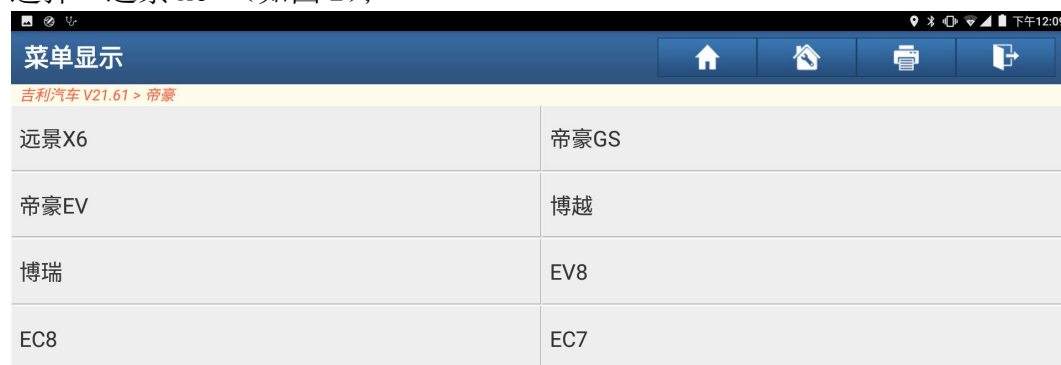 菜单显示
下午12:09
吉利汽车 V21.61 > 帝豪
远景X6
帝豪GS
帝豪EV
博越
博瑞
EV8
EC8
EC7